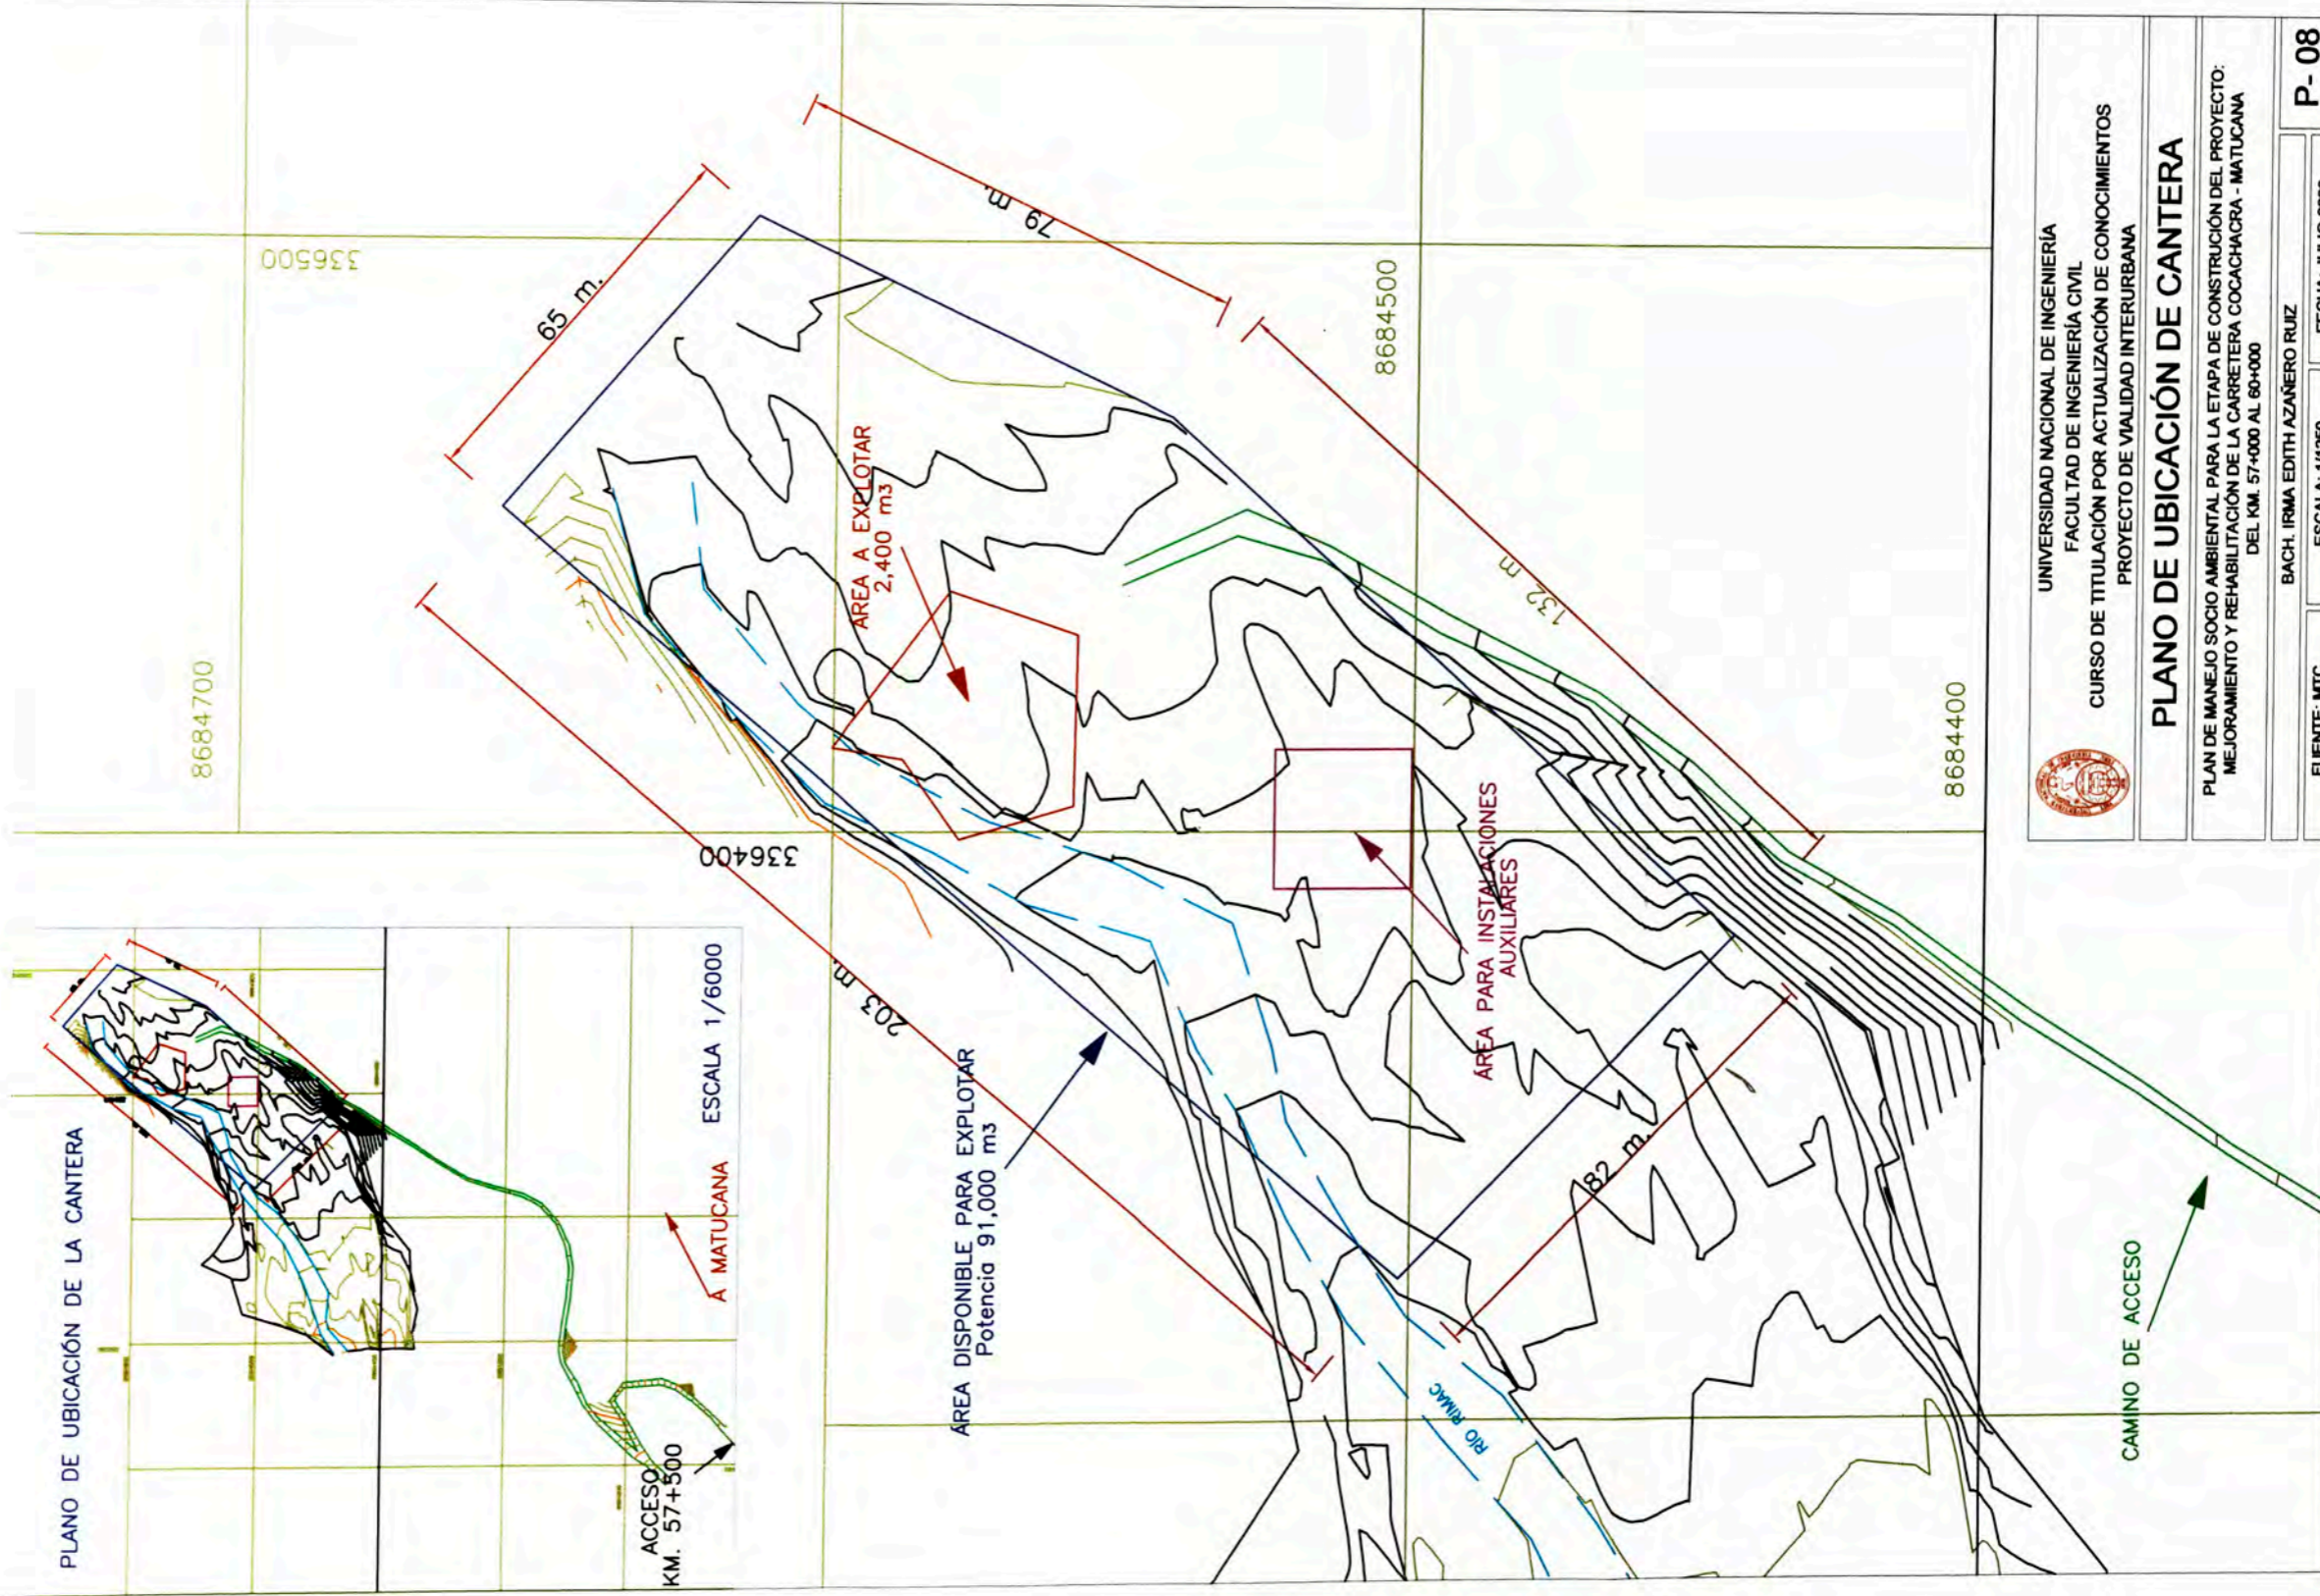 PLANO DE UBICACIÓN DE LA CANTERA
A MATUCANA
ESCALA 1/6000
ACCESO
KM. 57+500
8684700
336500
336400
8684500
8684400
65 m.
79 m.
132 m
203 m.
82 m.
ÁREA A EXPLOTAR
2,400 m3
ÁREA DISPONIBLE PARA EXPLOTAR
Potencia 91,000 m3
ÁREA PARA INSTALACIONES
AUXILIARES
RIO RIMAC
CAMINO DE ACCESO
UNIVERSIDAD NACIONAL DE INGENIERÍA
FACULTAD DE INGENIERÍA CIVIL
CURSO DE TITULACIÓN POR ACTUALIZACIÓN DE CONOCIMIENTOS
PROYECTO DE VIALIDAD INTERURBANA
PLANO DE UBICACIÓN DE CANTERA
PLAN DE MANEJO SOCIO AMBIENTAL PARA LA ETAPA DE CONSTRUCIÓN DEL PROYECTO:
MEJORAMIENTO Y REHABILITACIÓN DE LA CARRETERA COCACHACRA - MATUCANA
DEL KM. 57+000 AL 60+000
BACH. IRMA EDITH AZAÑERO RUIZ
P- 08
FUENTE: MTC